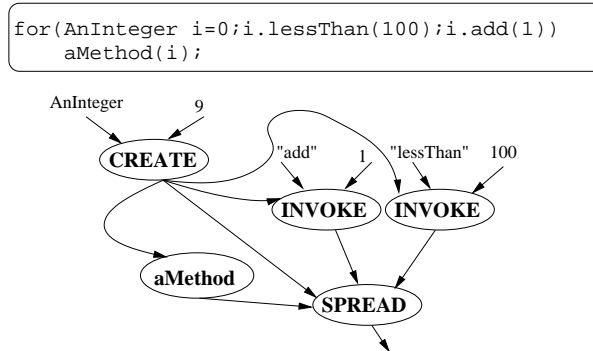 for(AnInteger i=0;i.lessThan(100);i.add(1))
aMethod(i);
AnInteger 9
CREATE "add" 1 "lessThan" 100
INVOKE INVOKE
aMethod
SPREAD